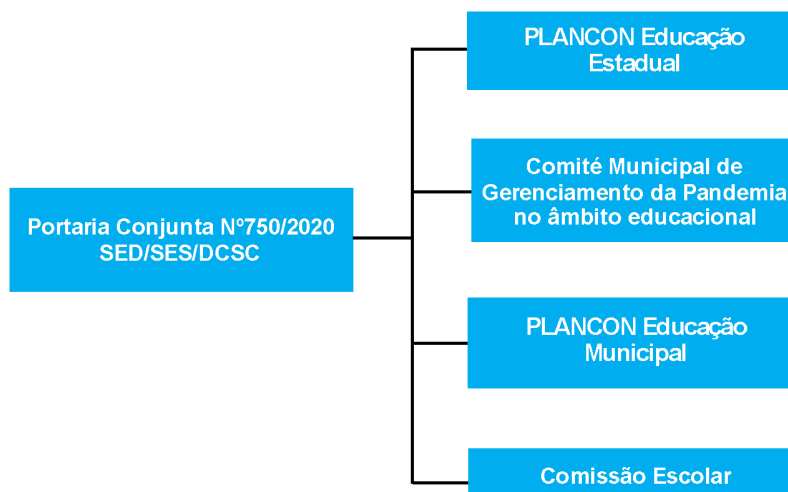 PLANCON Educação
Estadual
Comité Municipal de
Gerenciamento da Pandemia
no âmbito educacional
Portaria Conjunta Nº750/2020
SED/SES/DCSC
PLANCON Educação
Municipal
Comissão Escolar